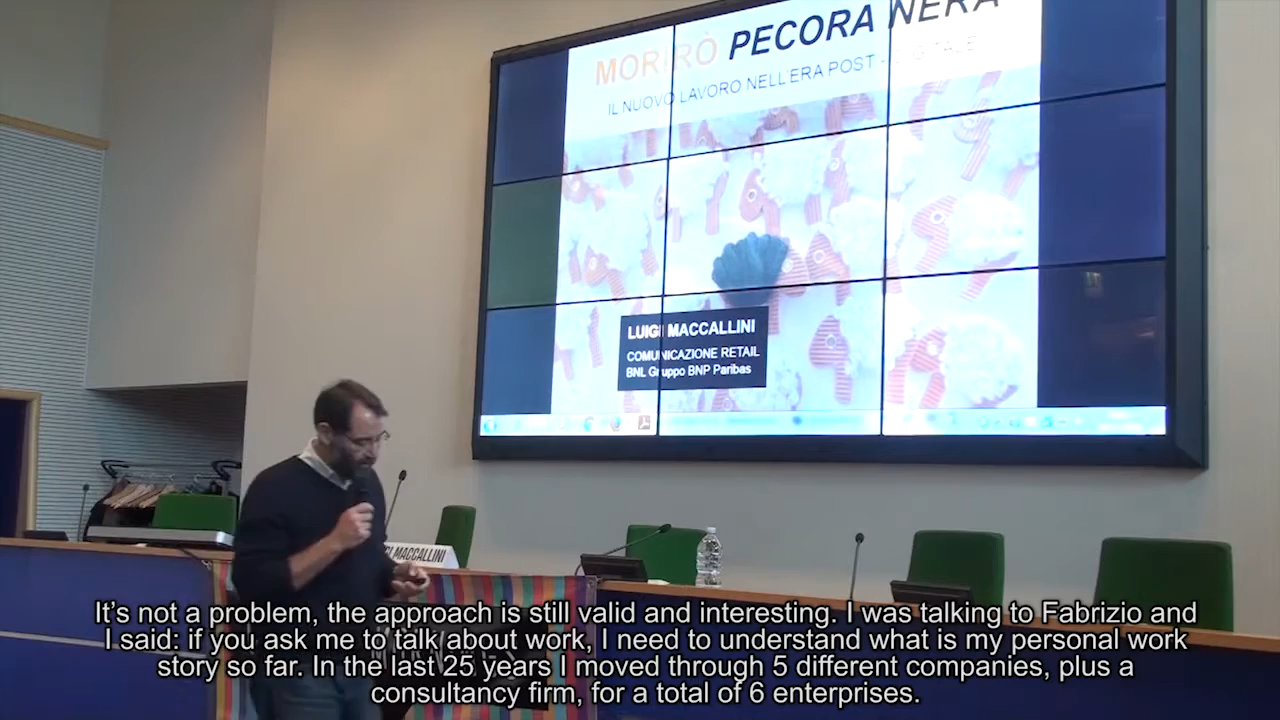 MORIRÒ PECORA NERA
IL NUOVO LAVORO NELL'ERA POST - DIGITALE
LUIGI MACCALLINI
COMUNICAZIONE RETAIL
BNL Gruppo BNP Paribas
MACCALLINI
It's not a problem, the approach is still valid and interesting. I was talking to Fabrizio and
I said: if you ask me to talk about work, I need to understand what is my personal work
story so far. In the last 25 years I moved through 5 different companies, plus a
consultancy firm, for a total of 6 enterprises.